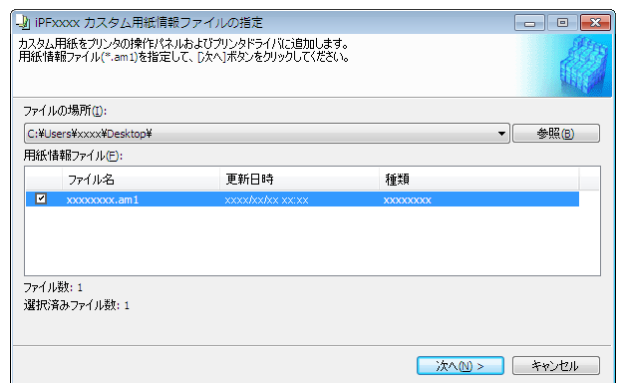 iPFxxxx カスタム用紙情報ファイルの指定
カスタム用紙をプリンタの操作パネルおよびプリンタドライバに追加します。
用紙情報ファイル(*.am1)を指定して、[次へ]ボタンをクリックしてください。
ファイルの場所(I):
C:¥Users¥xxxx¥Desktop¥ 参照(B)
用紙情報ファイル(F):
ファイル名 更新日時 種類
xxxxxxxx.am1 xxxx/xx/xx xx:xx xxxxxxxx
ファイル数: 1
選択済みファイル数: 1
次へ(N) > キャンセル